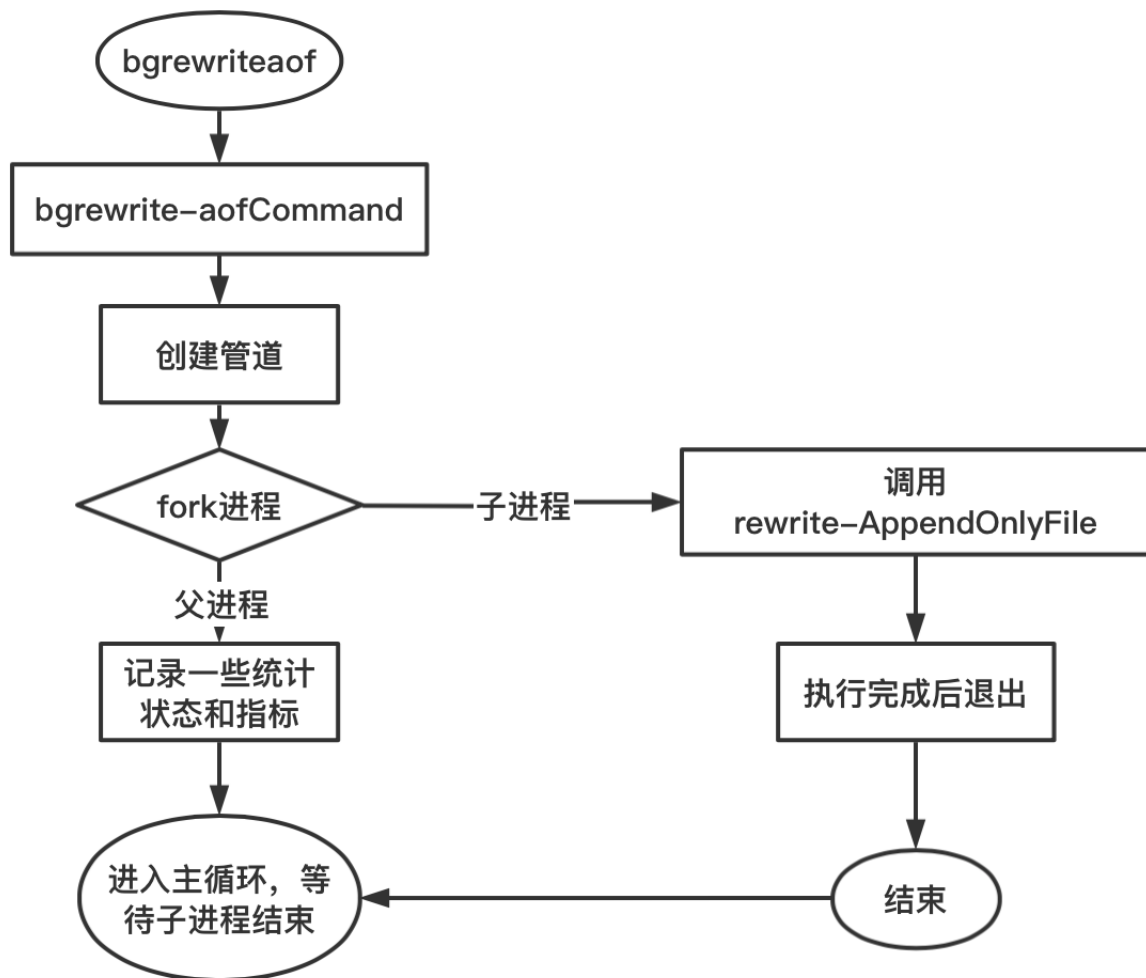 bgrewriteaof
bgrewrite-aofCommand
创建管道
fork进程
子进程
调用
rewrite-AppendOnlyFile
父进程
记录一些统计
状态和指标
执行完成后退出
进入主循环，等
待子进程结束
结束